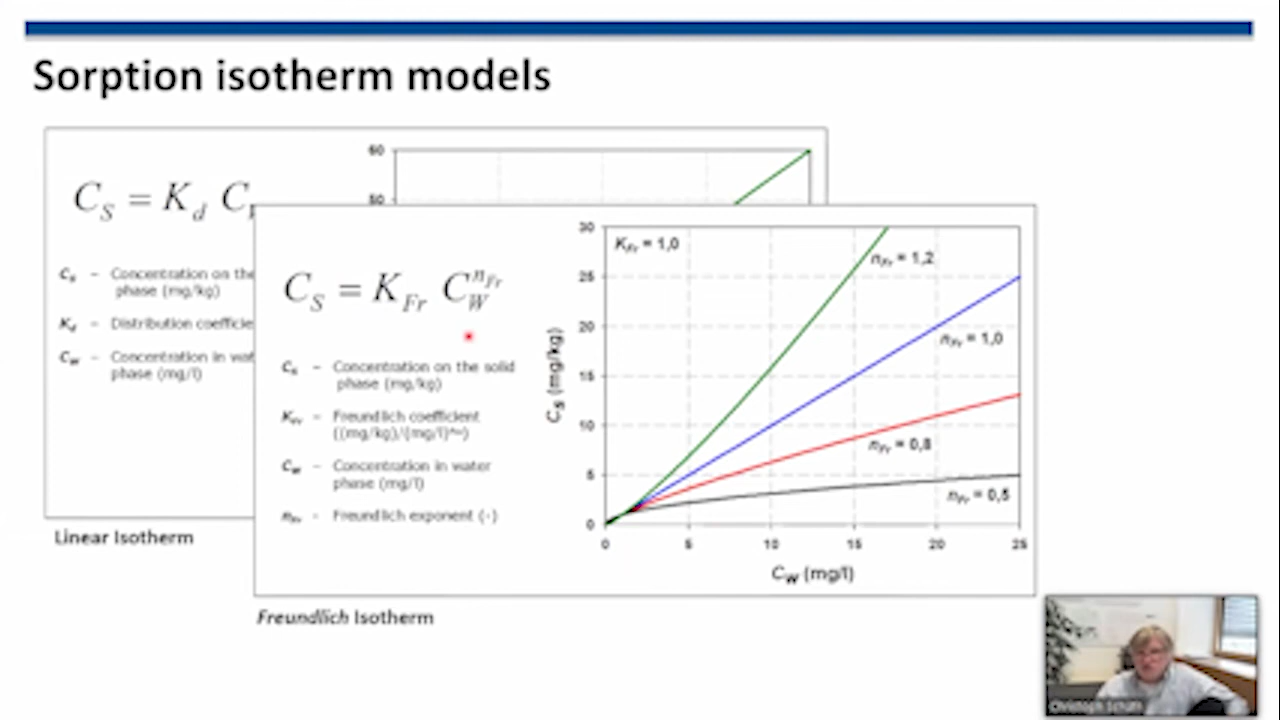 Sorption isotherm models
C_S = K_d C
C_s – Concentration on the
phase (mg/kg)
K_d – Distribution coefficie
C_w – Concentration in wat
phase (mg/l)
60
50
Linear Isotherm
C_S = K_Fr C_W^n_Fr
C_s – Concentration on the solid
phase (mg/kg)
K_Fr – Freundlich coefficient
C_w – Concentration in water
phase (mg/l)
n_Fr - Freundlich exponent (-)
K_Fr = 1,0
n_Fr = 1,2
n_Fr = 1,0
n_Fr = 0,8
n_Fr = 0,5
30
25
20
15
10
5
0
C_S (mg/kg)
0 5 10 15 20 25
C_W (mg/l)
Freundlich Isotherm
Christoph